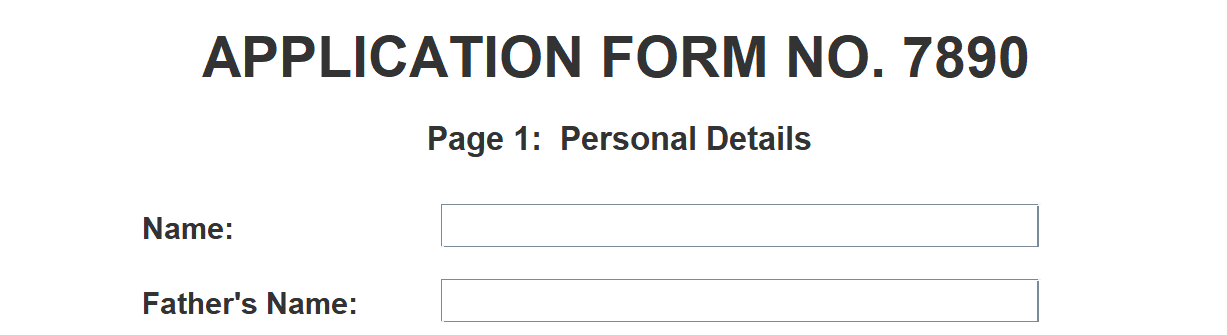 APPLICATION FORM NO. 7890
Page 1: Personal Details
Name:
Father's Name: